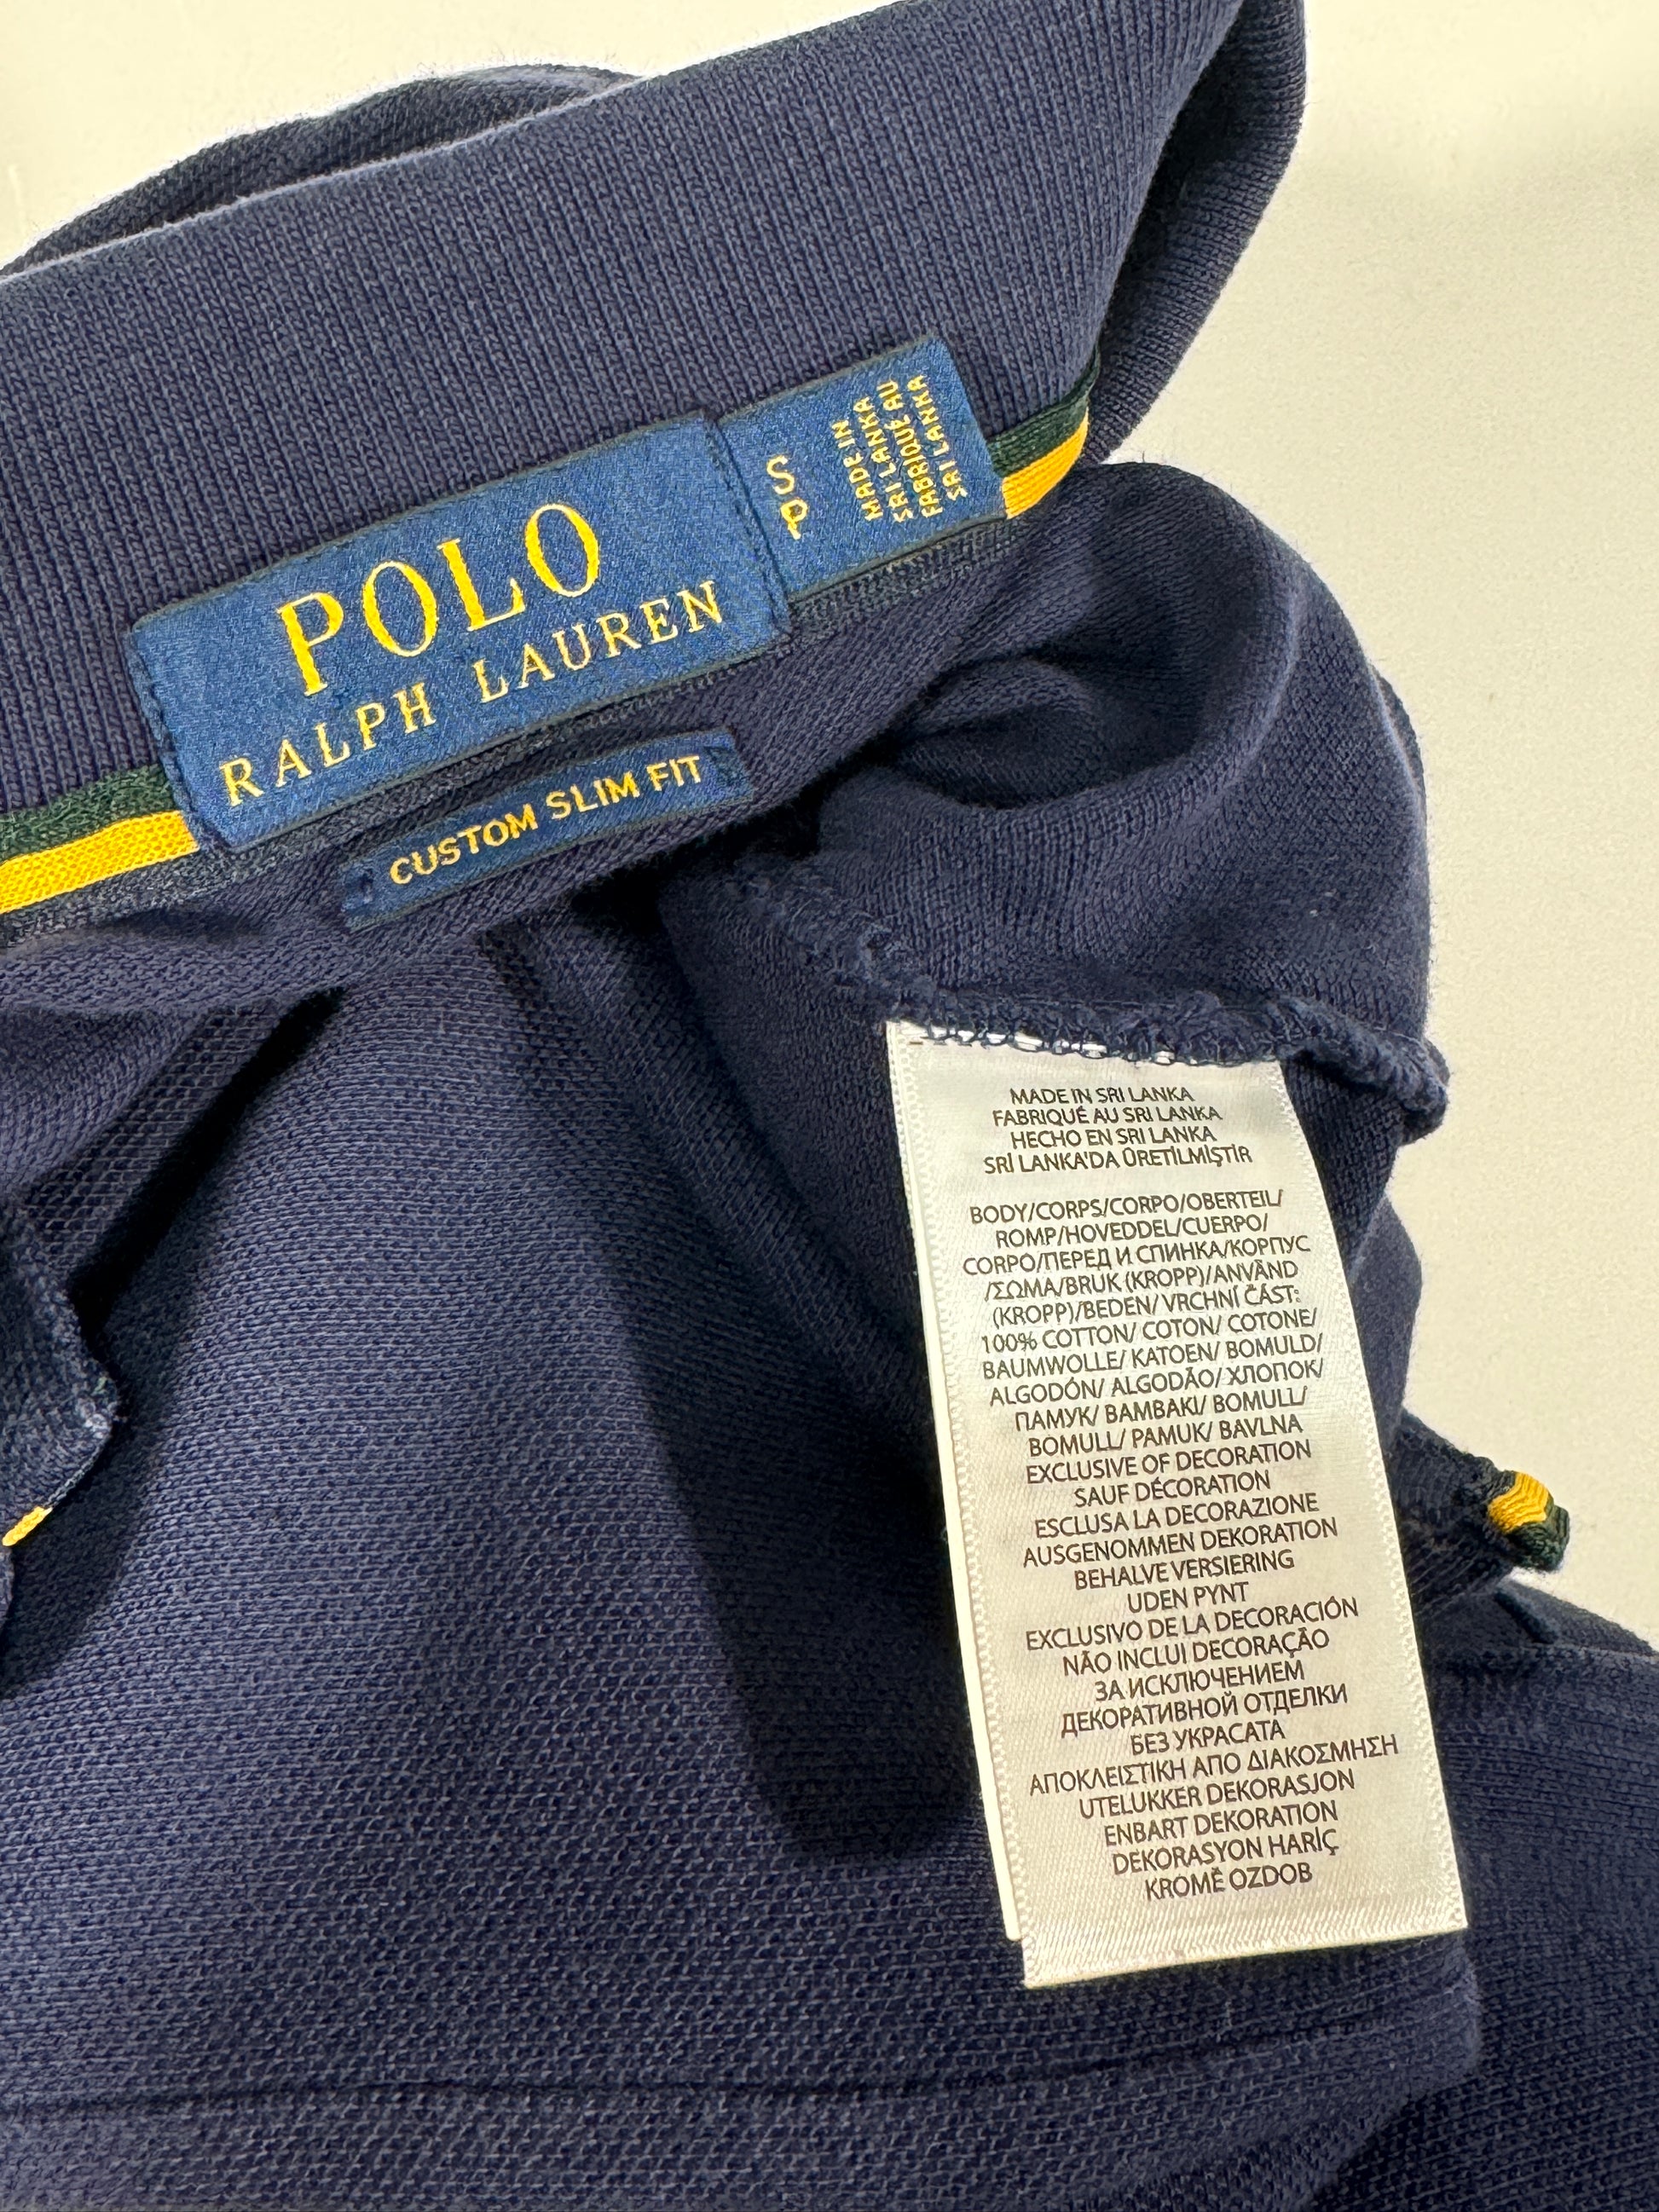 POLO
RALPH LAUREN
S
P
MADE IN
SRI LANKA
FABRIQUÉ AU
SRI LANKA
CUSTOM SLIM FIT
MADE IN SRI LANKA
FABRIQUÉ AU SRI LANKA
HECHO EN SRI LANKA
SRİ LANKA'DA ÜRETİLMİŞTİR
BODY/CORPS/CORPO/OBERTEIL/
ROMP/HOVEDDEL/CUERPO/
CORPO/ПЕРЕД И СПИНКА/КОРПУС
/ΣΩΜΑ/BRUK (KROPP)/ANVÄND
(KROPP)/BEDEN/ VRCHNÍ ČÁST:
100% COTTON/ COTON/ COTONE/
BAUMWOLLE/ KATOEN/ BOMULD/
ALGODÓN/ ALGODÃO/ ХЛОПОК/
ПАМУК/ ΒΑΜΒΑΚΙ/ BOMULL/
BOMULL/ PAMUK/ BAVLNA
EXCLUSIVE OF DECORATION
SAUF DÉCORATION
ESCLUSA LA DECORAZIONE
AUSGENOMMEN DEKORATION
BEHALVE VERSIERING
UDEN PYNT
EXCLUSIVO DE LA DECORACIÓN
NÃO INCLUI DECORAÇÃO
ЗА ИСКЛЮЧЕНИЕМ
ДЕКОРАТИВНОЙ ОТДЕЛКИ
БЕЗ УКРАСАТА
ΑΠΟΚΛΕΙΣΤΙΚΗ ΑΠΟ ΔΙΑΚΟΣΜΗΣΗ
UTELUKKER DEKORASJON
ENBART DEKORATION
DEKORASYON HARİÇ
KROMĚ OZDOB